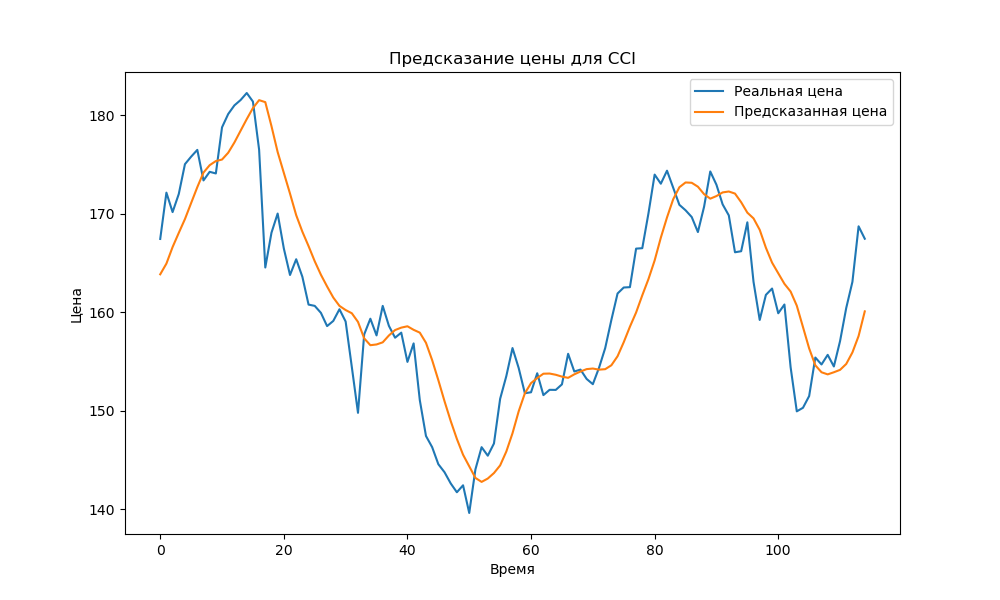 Предсказание цены для CCI
Реальная цена
Предсказанная цена
180
170
160
150
140
Цена
0 20 40 60 80 100
Время